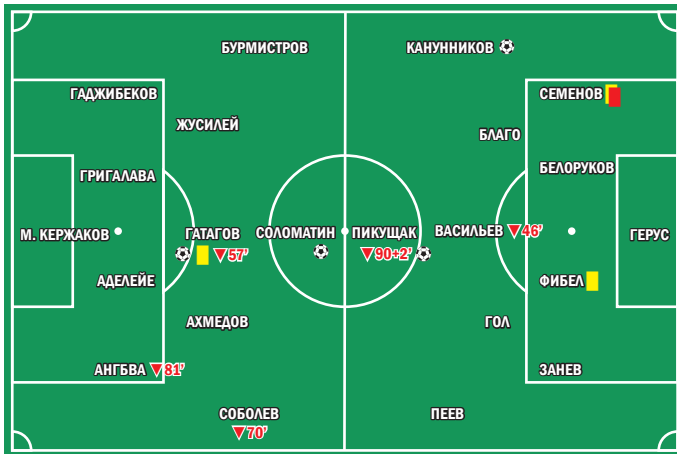 БУРМИСТРОВ
КАНУННИКОВ
ГАДЖИБЕКОВ
СЕМЕНОВ
ЖУСИЛЕЙ
БЛАГО
ГРИГАЛАВА
БЕЛОРУКОВ
М. КЕРЖАКОВ
ГАТАГОВ
57’
СОЛОМАТИН
ПИКУЩАК
90+2’
ВАСИЛЬЕВ 46’
ГЕРУС
АДЕЛЕЙЕ
ФИБЕЛ
АХМЕДОВ
ГОЛ
АНГБВА 81’
ЗАНЕВ
СОБОЛЕВ
70’
ПЕЕВ